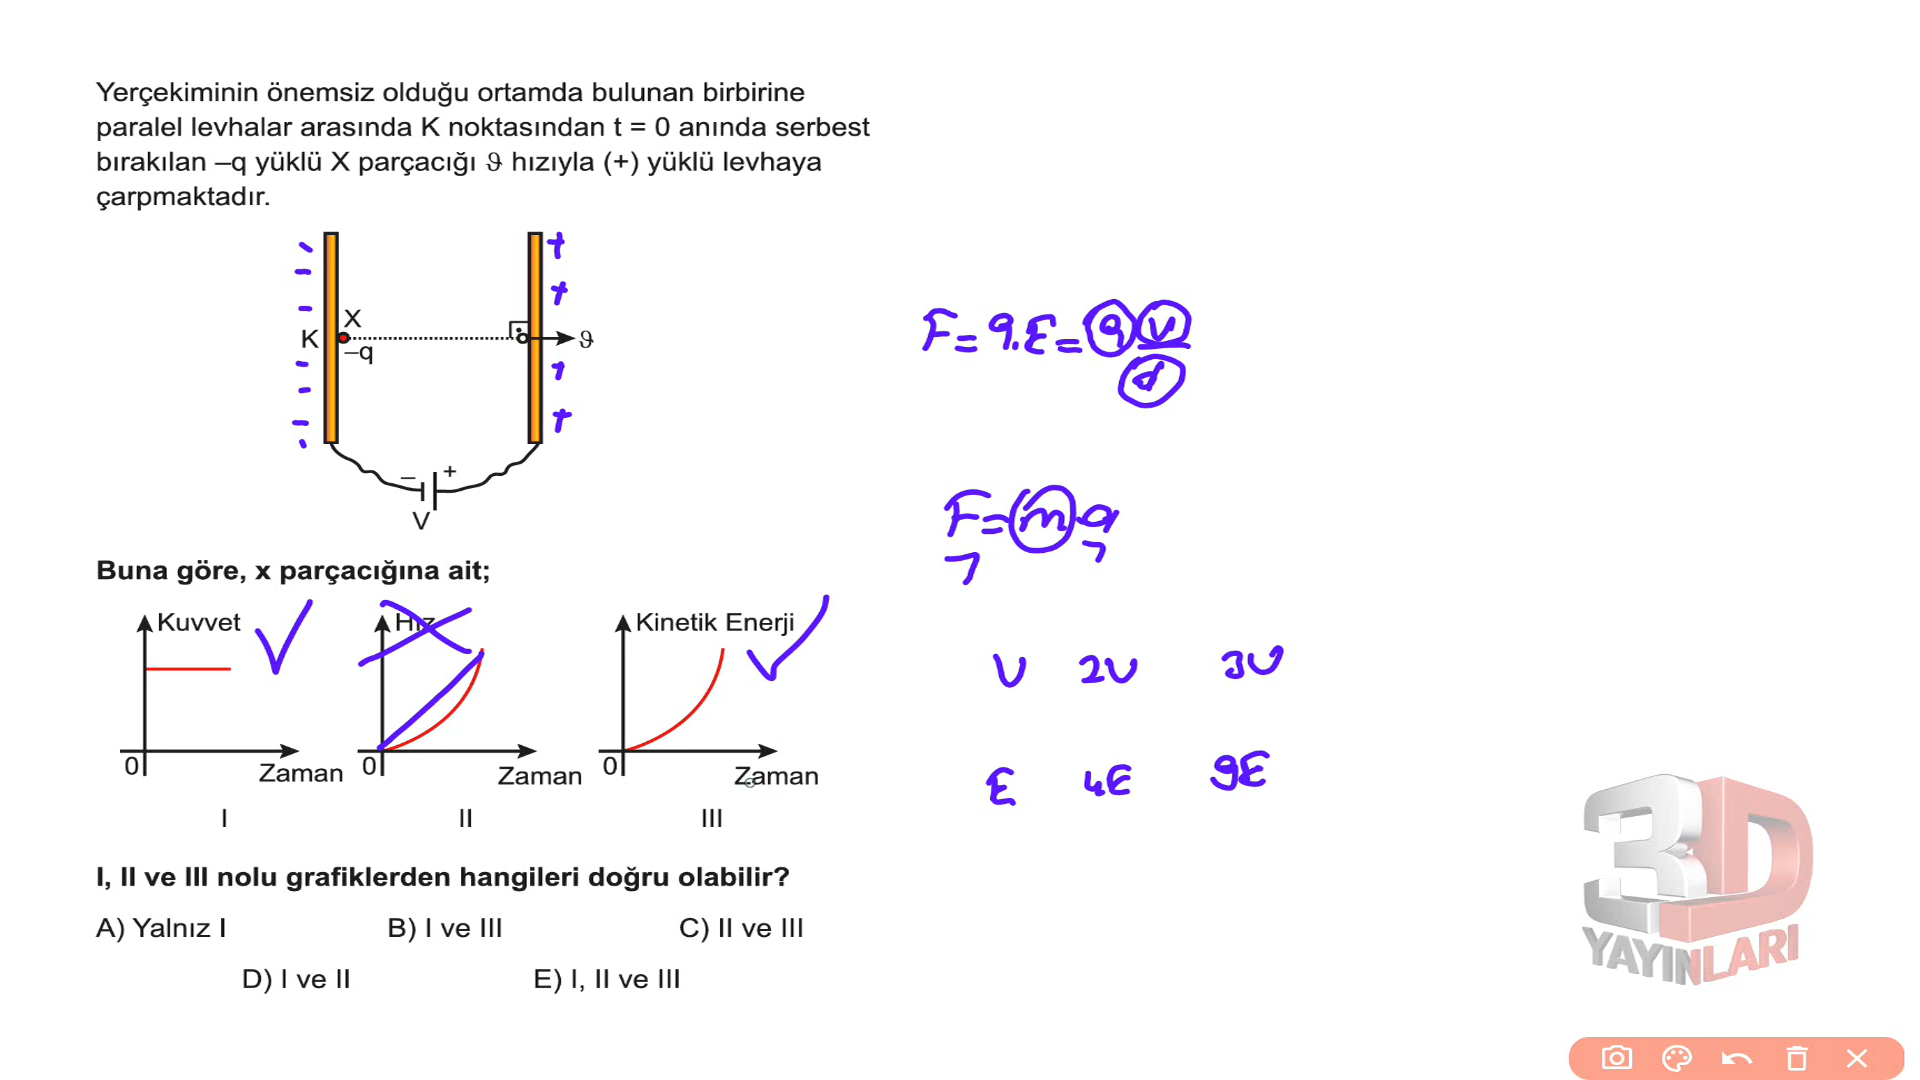 Yerçekiminin önemsiz olduğu ortamda bulunan birbirine
paralel levhalar arasında K noktasından t = 0 anında serbest
bırakılan –q yüklü X parçacığı ϑ hızıyla (+) yüklü levhaya
çarpmaktadır.
X
K
–q
ϑ
– +
V
F = q.E = q V/d
F = m a
Buna göre, x parçacığına ait;
Kuvvet Hız Kinetik Enerji
0 Zaman 0 Zaman 0 Zaman
I II III
V 2V 3V
E 4E 9E
I, II ve III nolu grafiklerden hangileri doğru olabilir?
A) Yalnız I B) I ve III C) II ve III
D) I ve II E) I, II ve III
3D
YAYINLARI